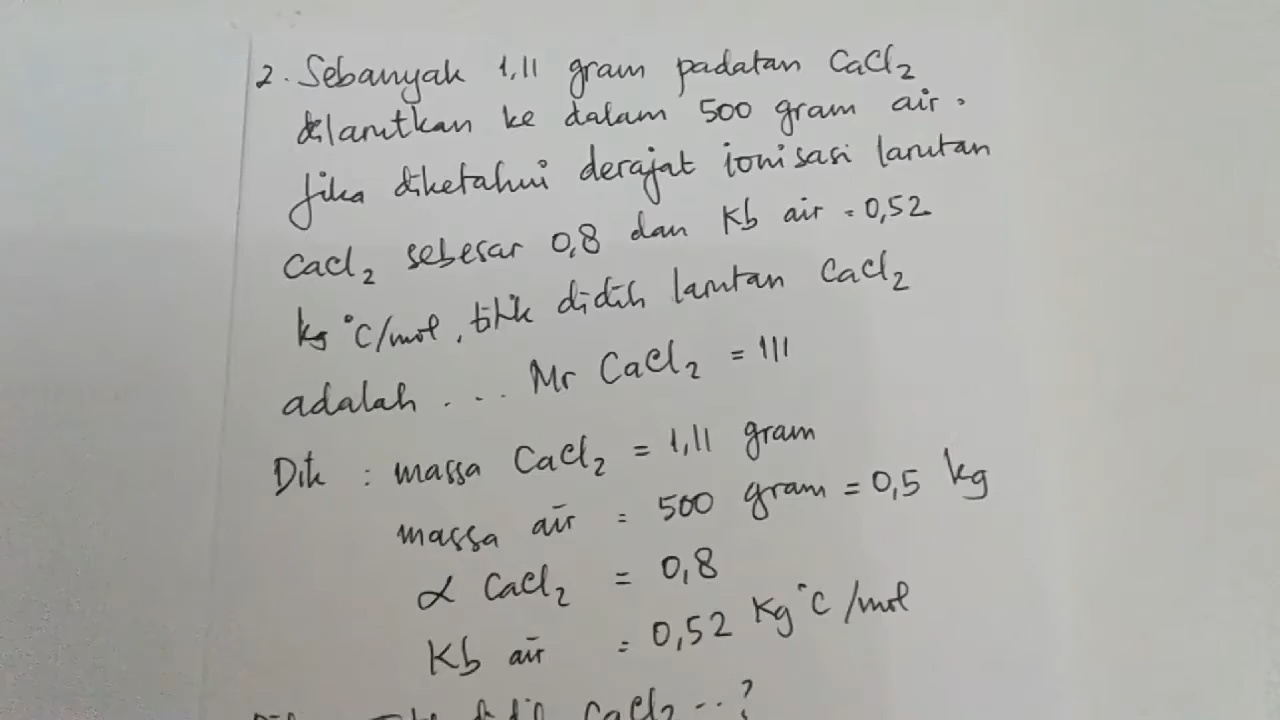 2. Sebanyak 1,11 gram padatan CaCl2
dilarutkan ke dalam 500 gram air.
Jika diketahui derajat ionisasi larutan
CaCl2 sebesar 0,8 dan Kb air = 0,52
kg °C/mol, titik didih larutan CaCl2
adalah ... Mr CaCl2 = 111
Dik : massa CaCl2 = 1,11 gram
massa air = 500 gram = 0,5 kg
α CaCl2 = 0,8
Kb air = 0,52 Kg °C/mol
CaCl2 ..?